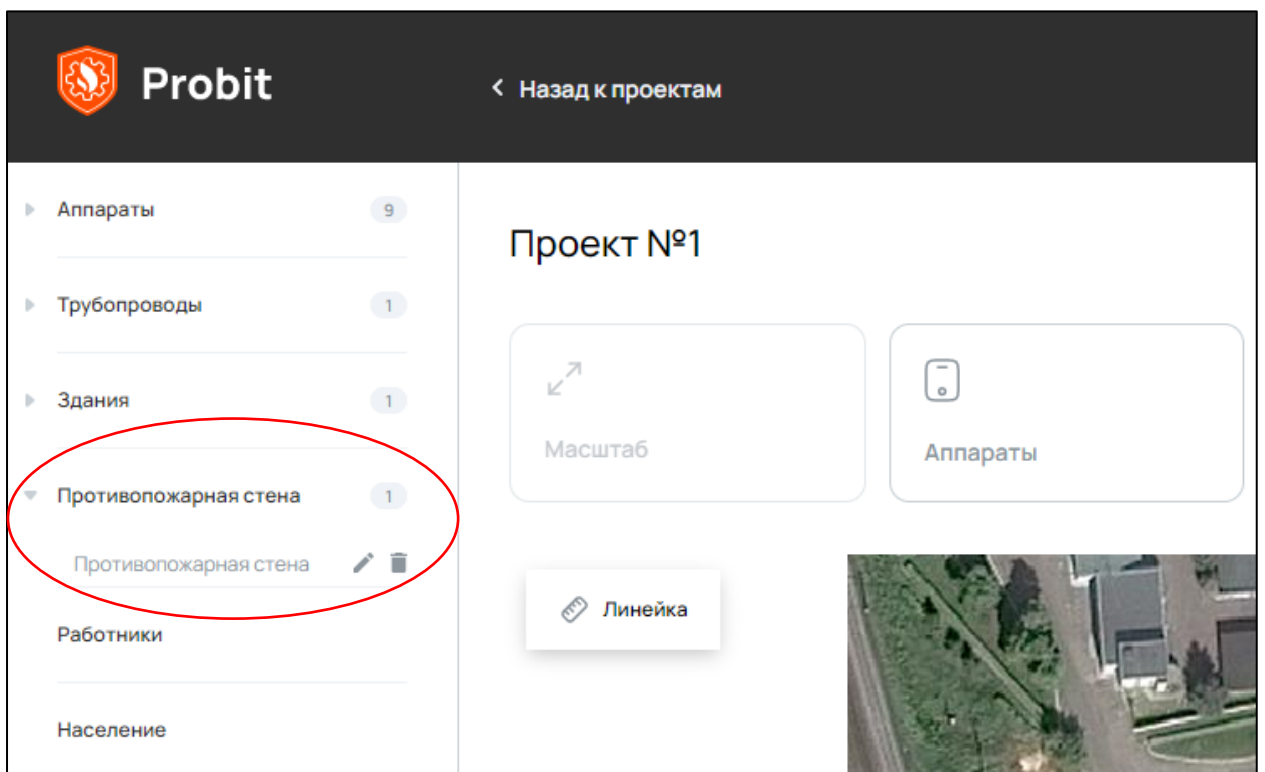 Probit
Назад к проектам
Аппараты 9
Трубопроводы 1
Здания 1
Противопожарная стена 1
Противопожарная стена
Работники
Население
Проект №1
Масштаб
Аппараты
Линейка